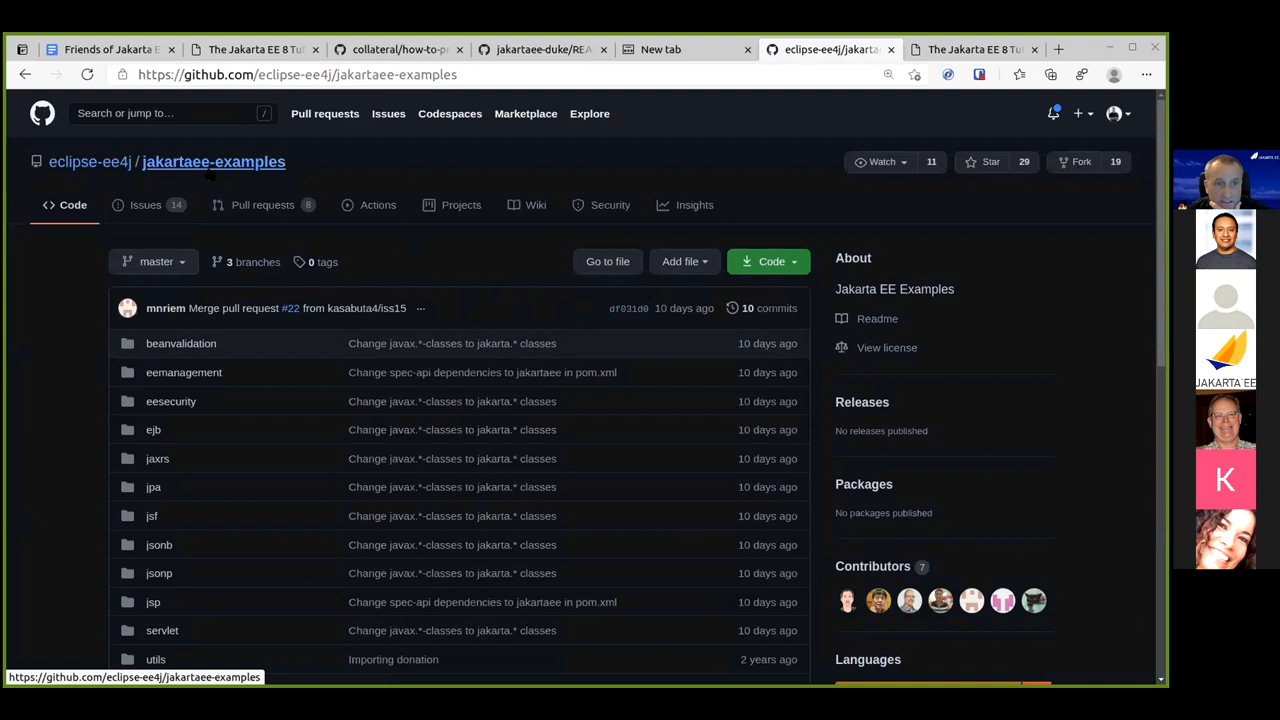 Friends of Jakarta E
The Jakarta EE 8 Tut
collateral/how-to-p
jakartaee-duke/REA
New tab
eclipse-ee4j/jakarta
The Jakarta EE 8 Tut
https://github.com/eclipse-ee4j/jakartaee-examples
Search or jump to…
/
Pull requests
Issues
Codespaces
Marketplace
Explore
eclipse-ee4j / jakartaee-examples
Watch 11
Star 29
Fork 19
Code
Issues 14
Pull requests 8
Actions
Projects
Wiki
Security
Insights
master
3 branches
0 tags
Go to file
Add file
Code
mnriem Merge pull request #22 from kasabuta4/iss15 ... df031d0 10 days ago 10 commits
beanvalidation Change javax.*-classes to jakarta.* classes 10 days ago
eemanagement Change spec-api dependencies to jakartaee in pom.xml 10 days ago
eesecurity Change javax.*-classes to jakarta.* classes 10 days ago
ejb Change javax.*-classes to jakarta.* classes 10 days ago
jaxrs Change javax.*-classes to jakarta.* classes 10 days ago
jpa Change javax.*-classes to jakarta.* classes 10 days ago
jsf Change javax.*-classes to jakarta.* classes 10 days ago
jsonb Change javax.*-classes to jakarta.* classes 10 days ago
jsonp Change javax.*-classes to jakarta.* classes 10 days ago
jsp Change spec-api dependencies to jakartaee in pom.xml 10 days ago
servlet Change javax.*-classes to jakarta.* classes 10 days ago
utils Importing donation 2 years ago
About
Jakarta EE Examples
Readme
View license
Releases
No releases published
Packages
No packages published
Contributors 7
Languages
https://github.com/eclipse-ee4j/jakartaee-examples
JAKARTA EE
JAKARTA EE
K